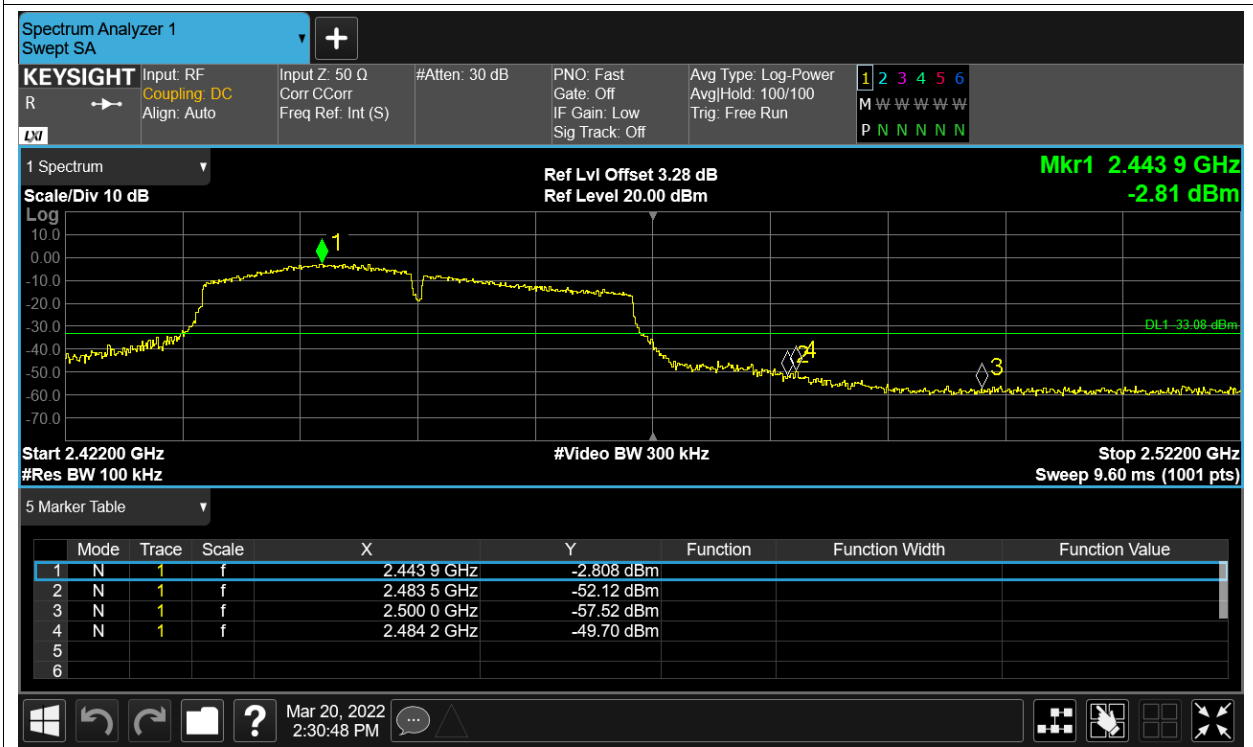 Spectrum Analyzer 1
Swept SA
KEYSIGHT Input: RF Input Z: 50 Ω #Atten: 30 dB PNO: Fast Avg Type: Log-Power 1 2 3 4 5 6
R Coupling: DC Corr CCorr Gate: Off Avg|Hold: 100/100 M W W W W W
Align: Auto Freq Ref: Int (S) IF Gain: Low Trig: Free Run
LXI Sig Track: Off P N N N N N
1 Spectrum Ref Lvl Offset 3.28 dB Mkr1 2.443 9 GHz
Scale/Div 10 dB Ref Level 20.00 dBm -2.81 dBm
Log
10.0
1
0.00
-10.0
-20.0
-30.0 DL1 -33.08 dBm
-40.0 2 4
-50.0 3
-60.0
-70.0
Start 2.42200 GHz #Video BW 300 kHz Stop 2.52200 GHz
#Res BW 100 kHz Sweep 9.60 ms (1001 pts)
5 Marker Table
Mode Trace Scale X Y Function Function Width Function Value
1 N 1 f 2.443 9 GHz -2.808 dBm
2 N 1 f 2.483 5 GHz -52.12 dBm
3 N 1 f 2.500 0 GHz -57.52 dBm
4 N 1 f 2.484 2 GHz -49.70 dBm
5
6
? Mar 20, 2022
2:30:48 PM